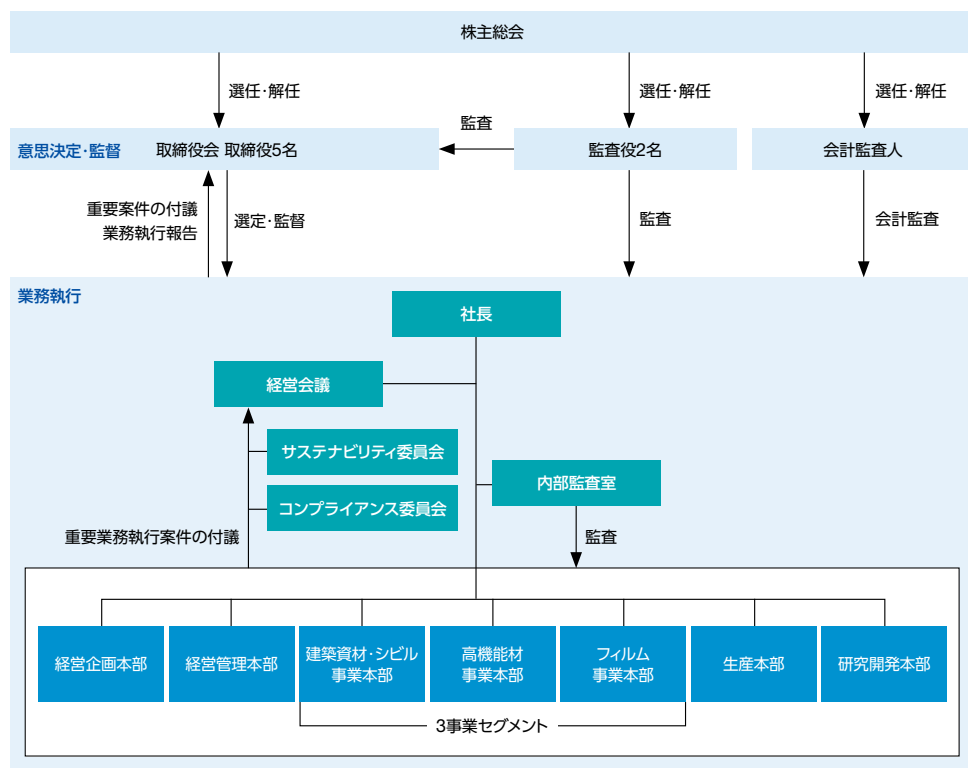 株主総会
選任・解任
選任・解任
選任・解任
監査
意思決定・監督
取締役会 取締役5名
監査役2名
会計監査人
重要案件の付議
業務執行報告
選定・監督
監査
会計監査
業務執行
社長
経営会議
サステナビリティ委員会
内部監査室
コンプライアンス委員会
重要業務執行案件の付議
監査
経営企画本部
経営管理本部
建築資材・シビル
事業本部
高機能材
事業本部
フィルム
事業本部
生産本部
研究開発本部
3事業セグメント